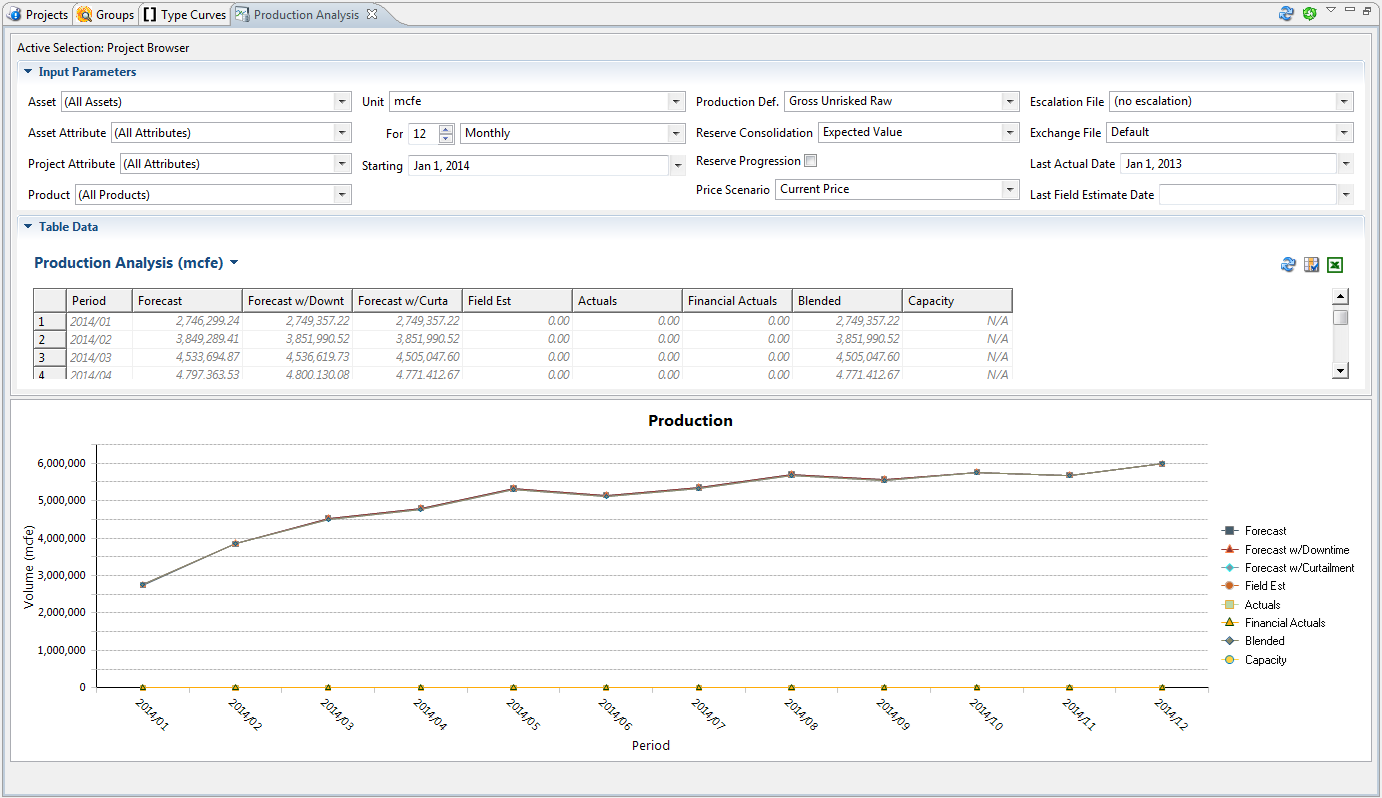 Projects Groups Type Curves Production Analysis
Active Selection: Project Browser
Input Parameters
Asset (All Assets) Unit mcfe Production Def. Gross Unrisked Raw Escalation File (no escalation)
Asset Attribute (All Attributes) For 12 Monthly Reserve Consolidation Expected Value Exchange File Default
Project Attribute (All Attributes) Starting Jan 1, 2014 Reserve Progression Last Actual Date Jan 1, 2013
Product (All Products) Price Scenario Current Price Last Field Estimate Date
Table Data
Production Analysis (mcfe)
Period Forecast Forecast w/Downt Forecast w/Curta Field Est Actuals Financial Actuals Blended Capacity
1 2014/01 2,746,299.24 2,749,357.22 2,749,357.22 0.00 0.00 0.00 2,749,357.22 N/A
2 2014/02 3,849,289.41 3,851,990.52 3,851,990.52 0.00 0.00 0.00 3,851,990.52 N/A
3 2014/03 4,533,694.87 4,536,619.73 4,505,047.60 0.00 0.00 0.00 4,505,047.60 N/A
4 2014/04 4,797,363.53 4,800,130.08 4,771,412.67 0.00 0.00 0.00 4,771,412.67 N/A
Production
6,000,000
5,000,000
4,000,000
3,000,000
2,000,000
1,000,000
0
Volume (mcfe)
2014/01 2014/02 2014/03 2014/04 2014/05 2014/06 2014/07 2014/08 2014/09 2014/10 2014/11 2014/12
Period
Forecast
Forecast w/Downtime
Forecast w/Curtailment
Field Est
Actuals
Financial Actuals
Blended
Capacity